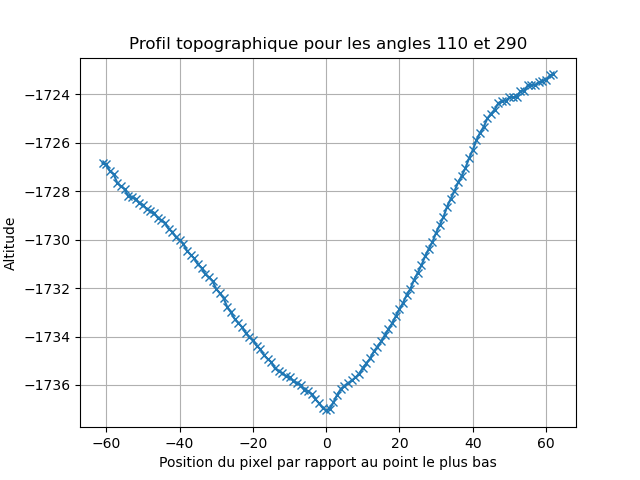 Profil topographique pour les angles 110 et 290
Altitude
−1724
−1726
−1728
−1730
−1732
−1734
−1736
−60 −40 −20 0 20 40 60
Position du pixel par rapport au point le plus bas